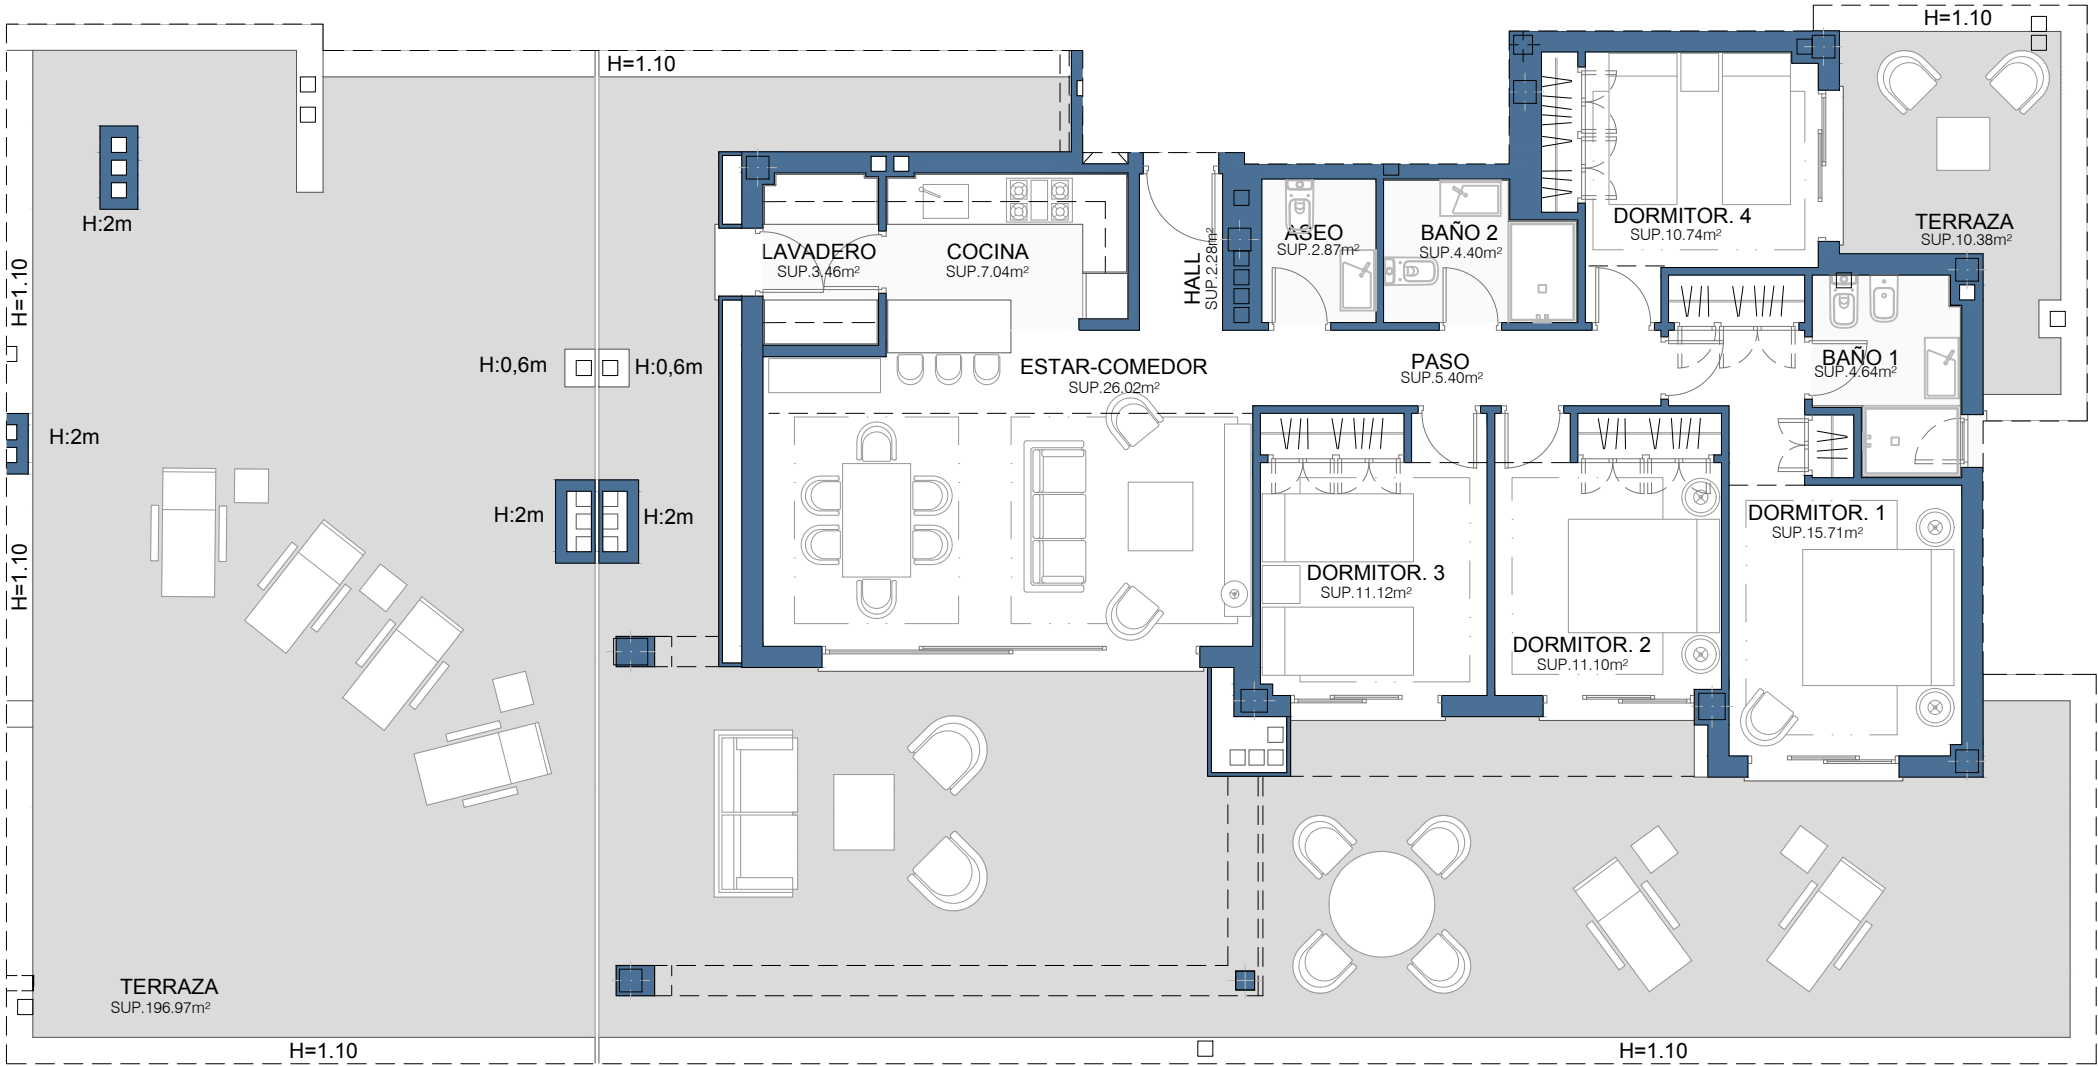 H=1.10
H=1.10
H:2m
DORMITOR. 4
SUP.10.74m²
TERRAZA
SUP.10.38m²
LAVADERO
SUP.3.46m²
COCINA
SUP.7.04m²
HALL
SUP.2.28m²
ASEO
SUP.2.87m²
BAÑO 2
SUP.4.40m²
H=1.10
H:0,6m
H:0,6m
ESTAR-COMEDOR
SUP.26.02m²
PASO
SUP.5.40m²
BAÑO 1
SUP.4.64m²
H:2m
H:2m
H:2m
DORMITOR. 1
SUP.15.71m²
H=1.10
DORMITOR. 3
SUP.11.12m²
DORMITOR. 2
SUP.11.10m²
TERRAZA
SUP.196.97m²
H=1.10
H=1.10